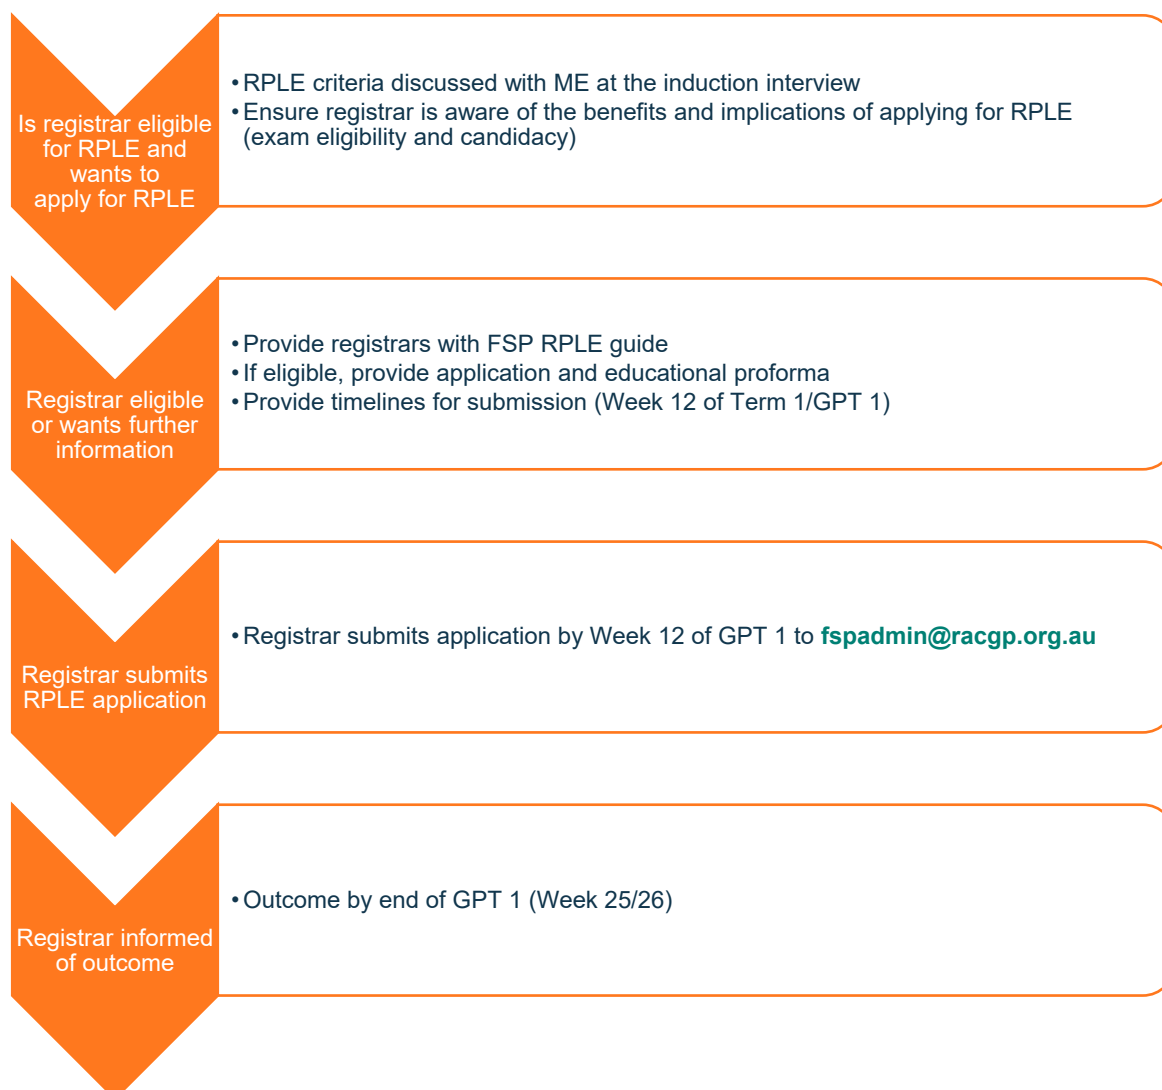 Is registrar eligible
for RPLE and
wants to
apply for RPLE
•RPLE criteria discussed with ME at the induction interview
•Ensure registrar is aware of the benefits and implications of applying for RPLE
(exam eligibility and candidacy)
Registrar eligible
or wants further
information
•Provide registrars with FSP RPLE guide
•If eligible, provide application and educational proforma
•Provide timelines for submission (Week 12 of Term 1/GPT 1)
Registrar submits
RPLE application
•Registrar submits application by Week 12 of GPT 1 to fspadmin@racgp.org.au
Registrar informed
of outcome
•Outcome by end of GPT 1 (Week 25/26)